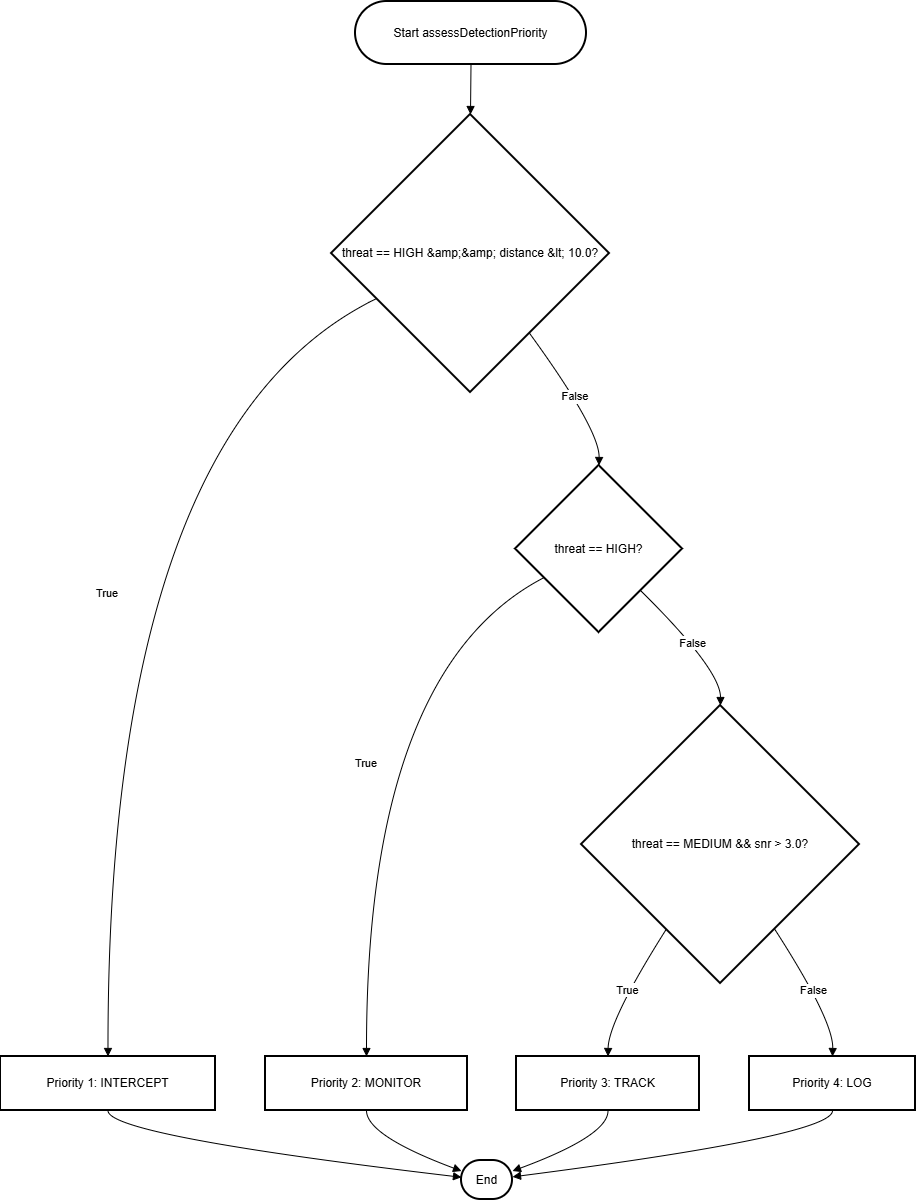 Start assessDetectionPriority
threat == HIGH &amp;&amp; distance &lt; 10.0?
False
threat == HIGH?
True
False
True
threat == MEDIUM && snr > 3.0?
True
False
Priority 1: INTERCEPT
Priority 2: MONITOR
Priority 3: TRACK
Priority 4: LOG
End